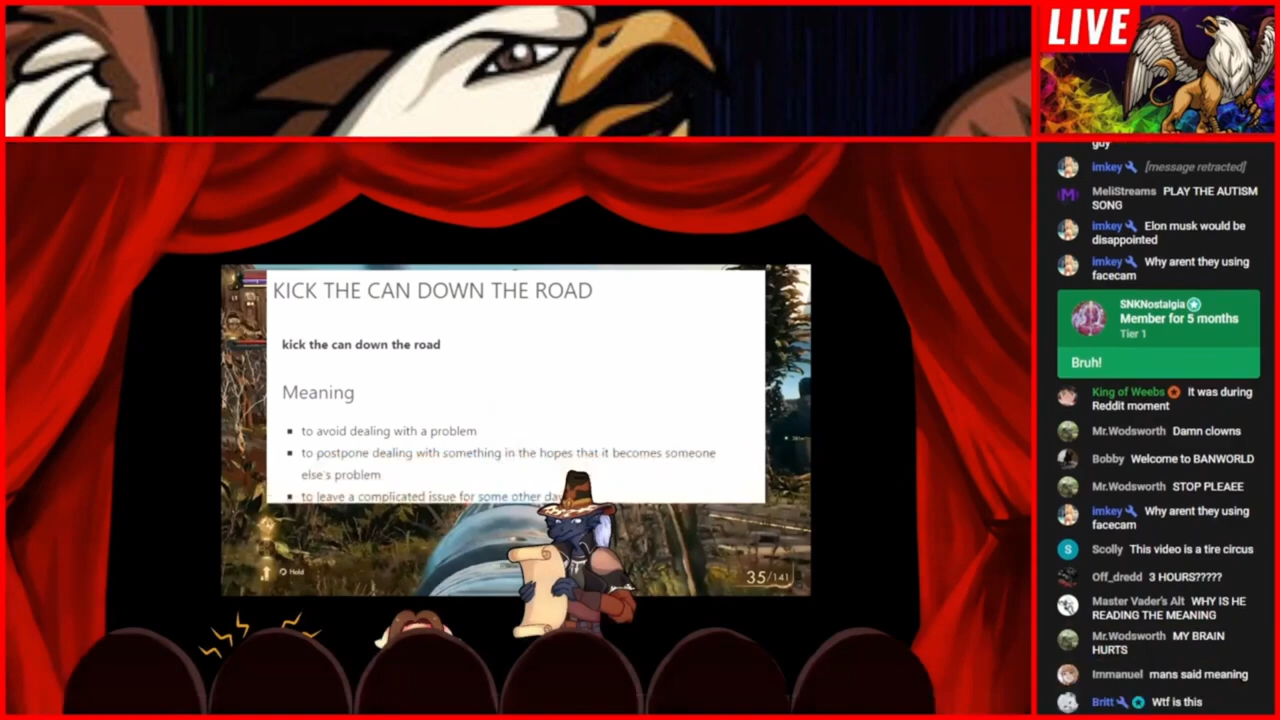 LIVE
KICK THE CAN DOWN THE ROAD
kick the can down the road
Meaning
▪ to avoid dealing with a problem
▪ to postpone dealing with something in the hopes that it becomes someone
else's problem
▪ to leave a complicated issue for some other day
Hold
35/141
guy
imkey [message retracted]
MeliStreams PLAY THE AUTISM
SONG
imkey Elon musk would be
disappointed
imkey Why arent they using
facecam
SNKNostalgia
Member for 5 months
Tier 1
Bruh!
King of Weebs It was during
Reddit moment
Mr.Wodsworth Damn clowns
Bobby Welcome to BANWORLD
Mr.Wodsworth STOP PLEAEE
imkey Why arent they using
facecam
S Scolly This video is a tire circus
Off_dredd 3 HOURS?????
Master Vader's Alt WHY IS HE
READING THE MEANING
Mr.Wodsworth MY BRAIN
HURTS
Immanuel mans said meaning
Britt Wtf is this